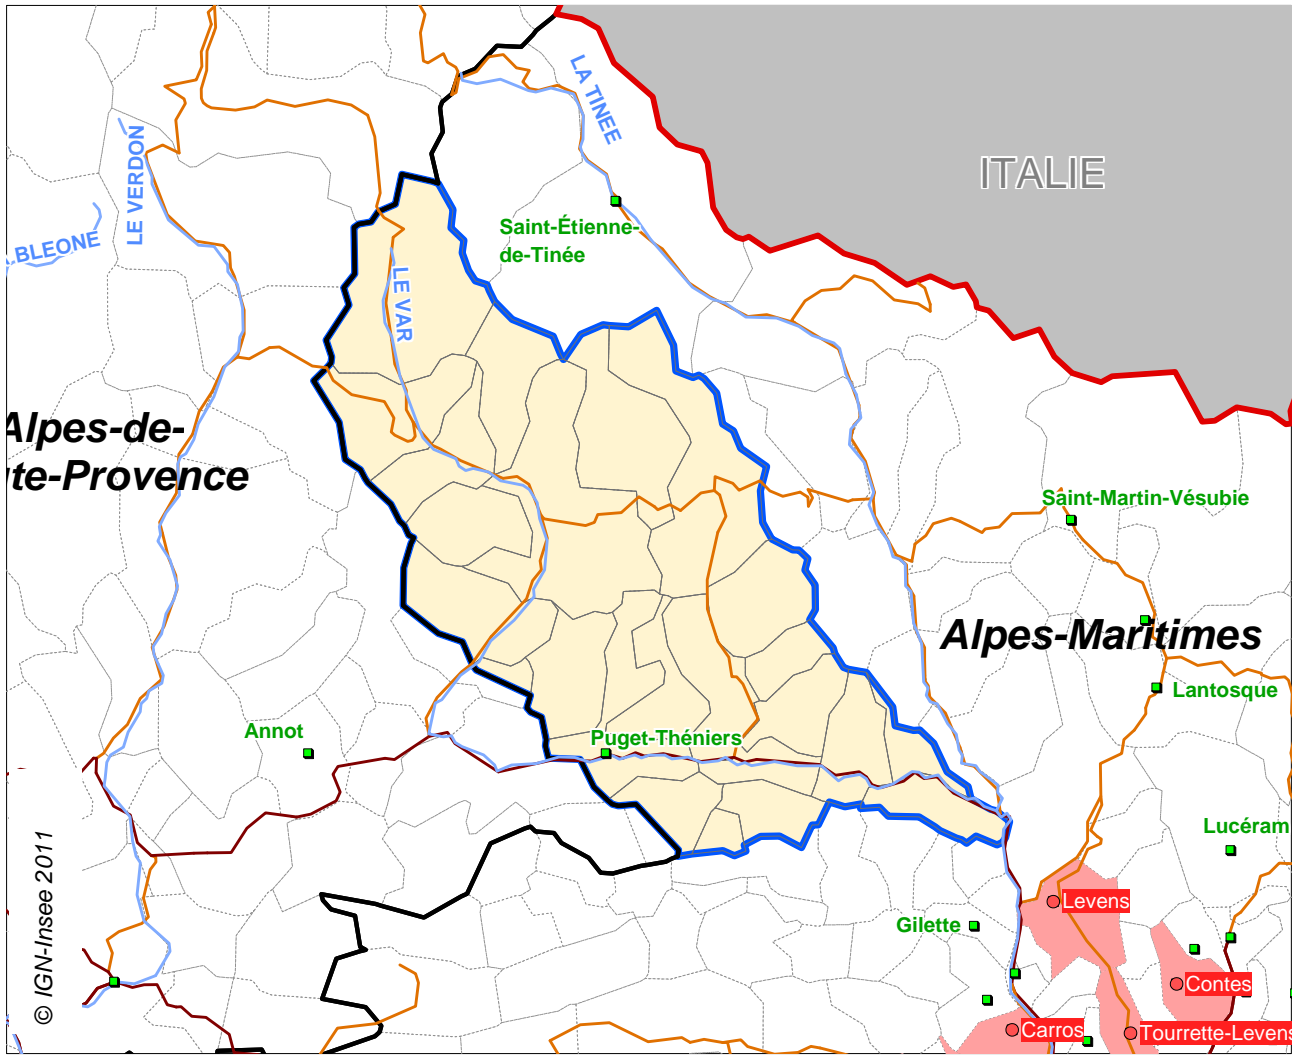 LA TINEE
ITALIE
LE VERDON
BLEONE
Saint-Étienne-
de-Tinée
LE VAR
Alpes-de-
te-Provence
Saint-Martin-Vésubie
Alpes-Maritimes
Lantosque
Annot
Puget-Théniers
Lucéram
© IGN-Insee 2011
Levens
Gilette
Contes
Carros
Tourrette-Levens